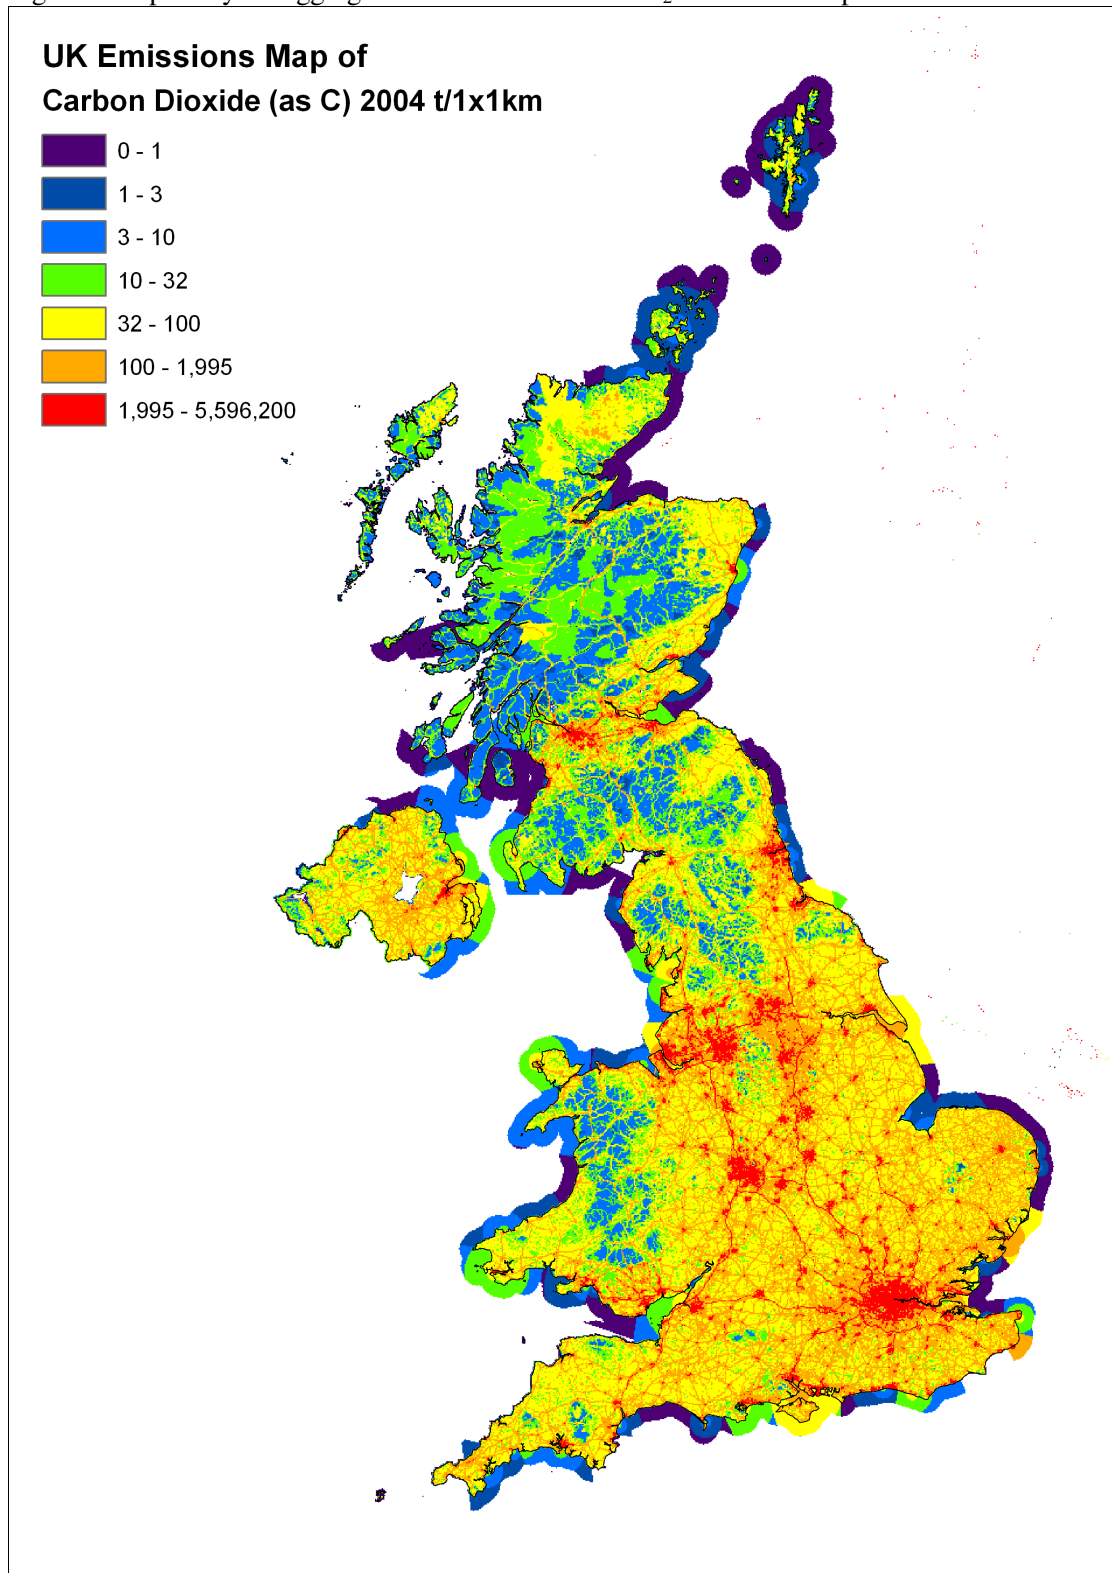 UK Emissions Map of
Carbon Dioxide (as C) 2004 t/1x1km
0 - 1
1 - 3
3 - 10
10 - 32
32 - 100
100 - 1,995
1,995 - 5,596,200